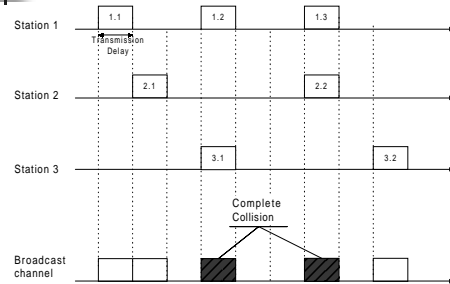 Station 1
1.1
1.2
1.3
Transmission
Delay
Station 2
2.1
2.2
Station 3
3.1
3.2
Complete
Collision
Broadcast
channel